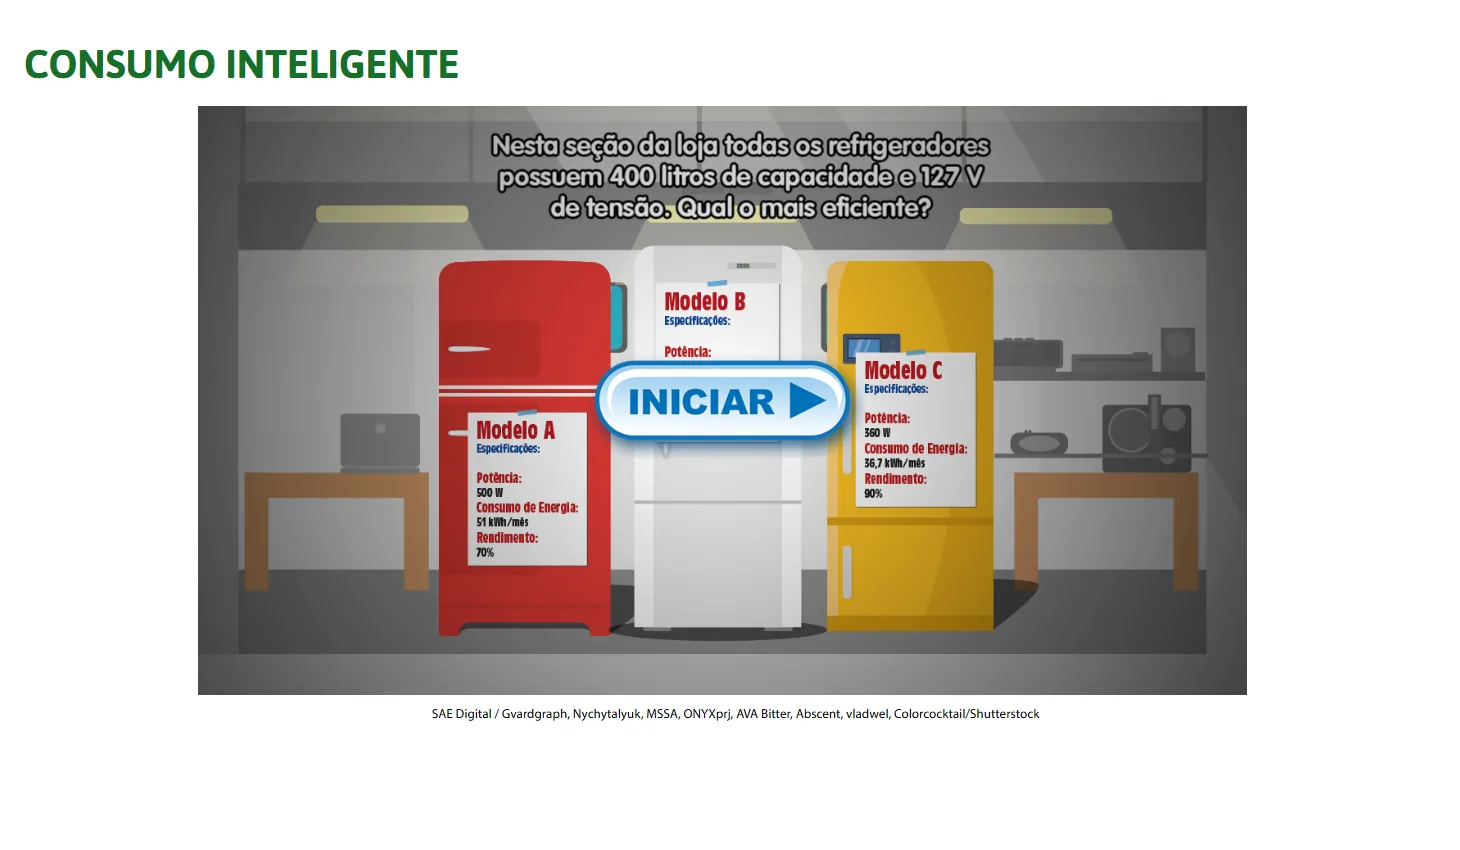 CONSUMO INTELIGENTE
Nesta seção da loja todas os refrigeradores
possuem 400 litros de capacidade e 127 V
de tensão. Qual o mais eficiente?
Modelo A
Especificações:
Potência:
500 W
Consumo de Energia:
51 kWh/mês
Rendimento:
70%
Modelo B
Especificações:
Potência:
INICIAR
Modelo C
Especificações:
Potência:
360 W
Consumo de Energia:
36,7 kWh/mês
Rendimento:
90%
SAE Digital / Gvardgraph, Nychytalyuk, MSSA, ONYXprj, AVA Bitter, Abscent, vladwel, Colorcocktail/Shutterstock